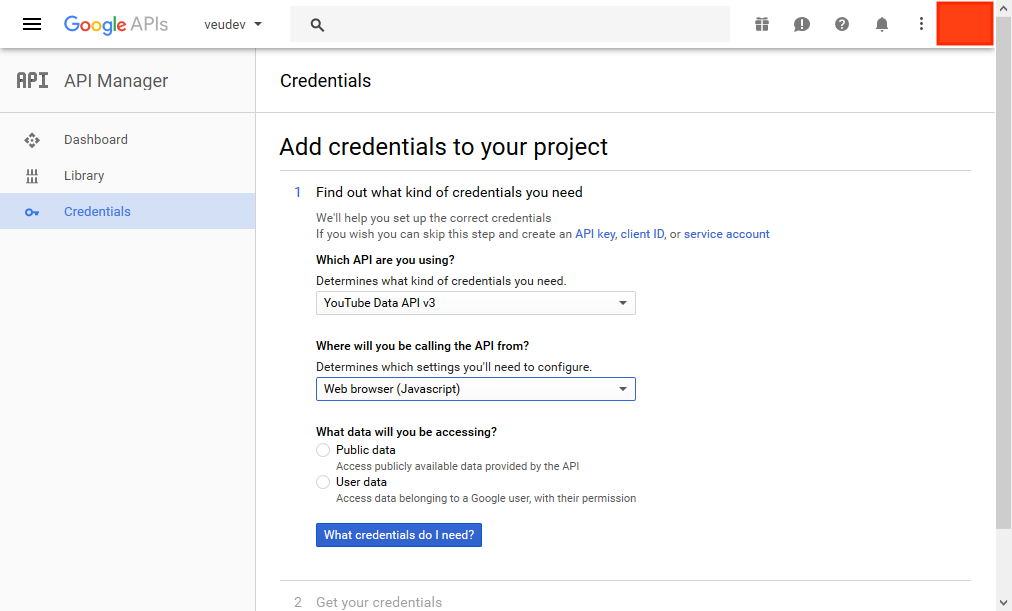 Google APIs
veudev
API API Manager
Credentials
Dashboard
Library
Credentials
Add credentials to your project
1 Find out what kind of credentials you need
We'll help you set up the correct credentials
If you wish you can skip this step and create an API key, client ID, or service account
Which API are you using?
Determines what kind of credentials you need.
YouTube Data API v3
Where will you be calling the API from?
Determines which settings you'll need to configure.
Web browser (Javascript)
What data will you be accessing?
Public data
Access publicly available data provided by the API
User data
Access data belonging to a Google user, with their permission
What credentials do I need?
2 Get your credentials